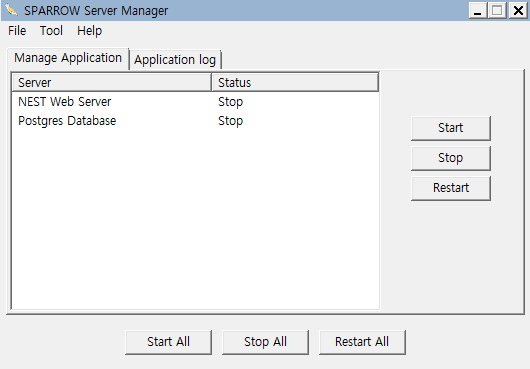 SPARROW Server Manager
File Tool Help
Manage Application Application log
Server Status
NEST Web Server Stop
Postgres Database Stop
Start
Stop
Restart
Start All Stop All Restart All